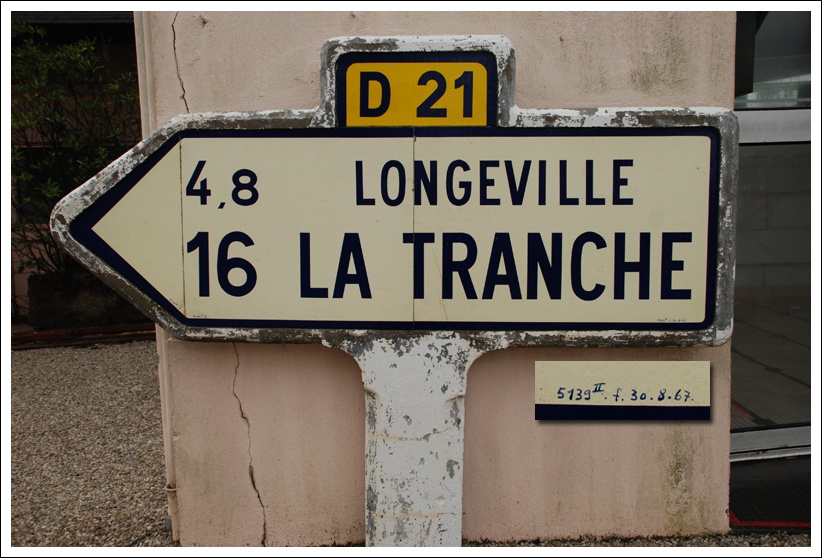 D 21
4,8 LONGEVILLE
16 LA TRANCHE
5139 II. f. 30.8.67.